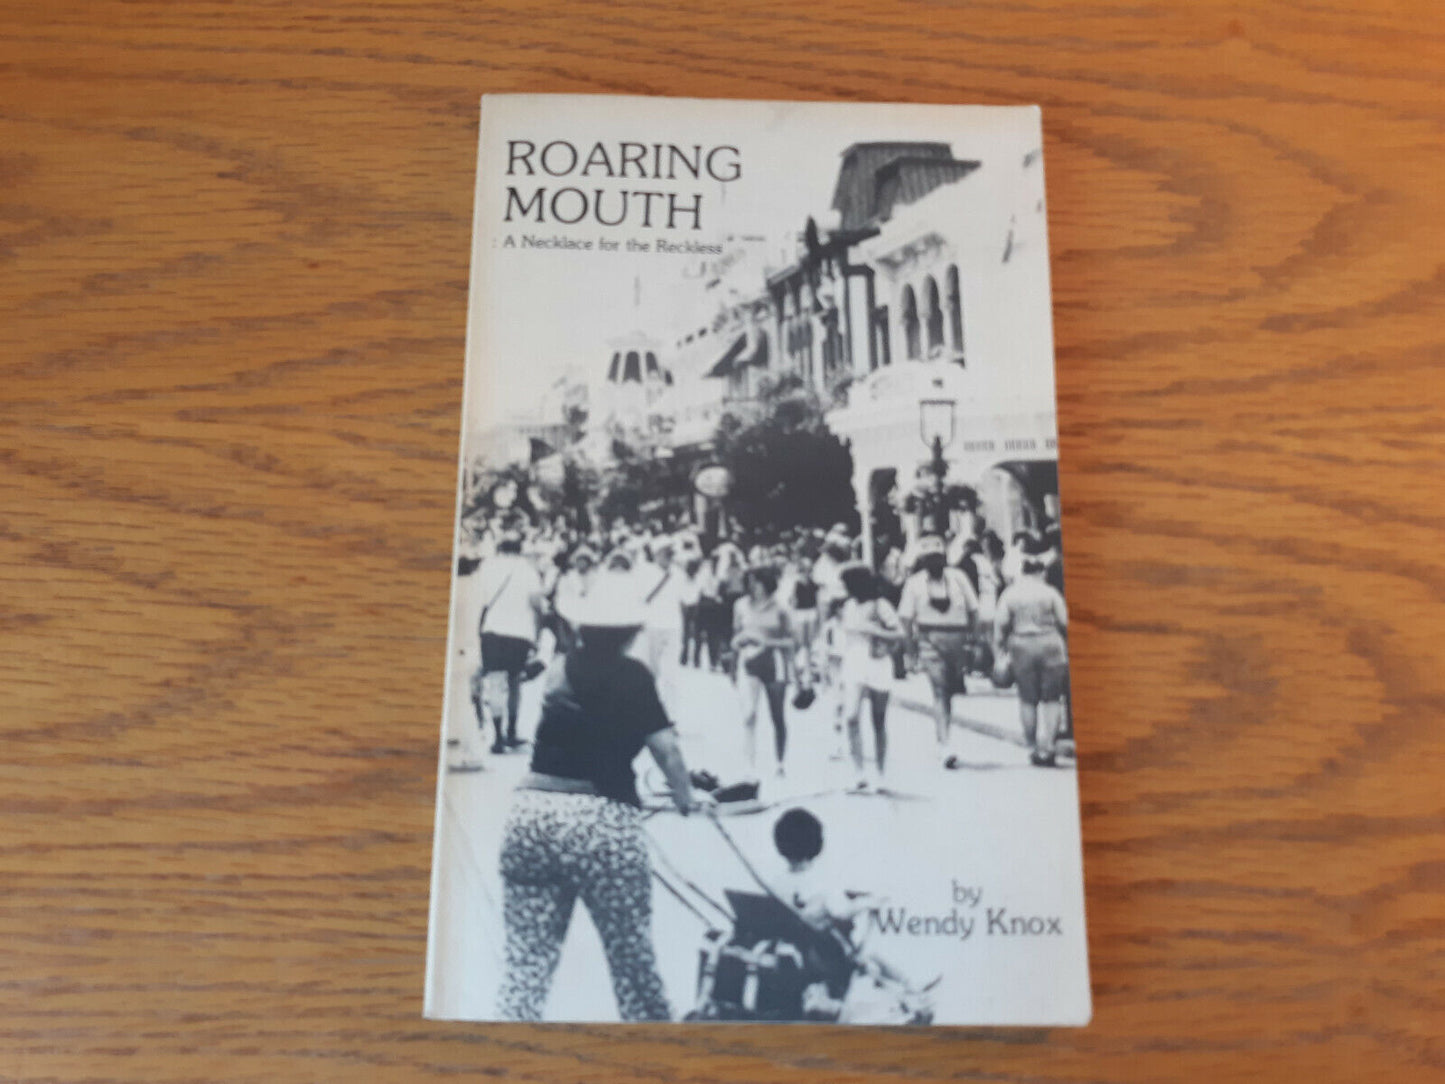 ROARING
MOUTH
: A Necklace for the Reckless
by
Wendy Knox